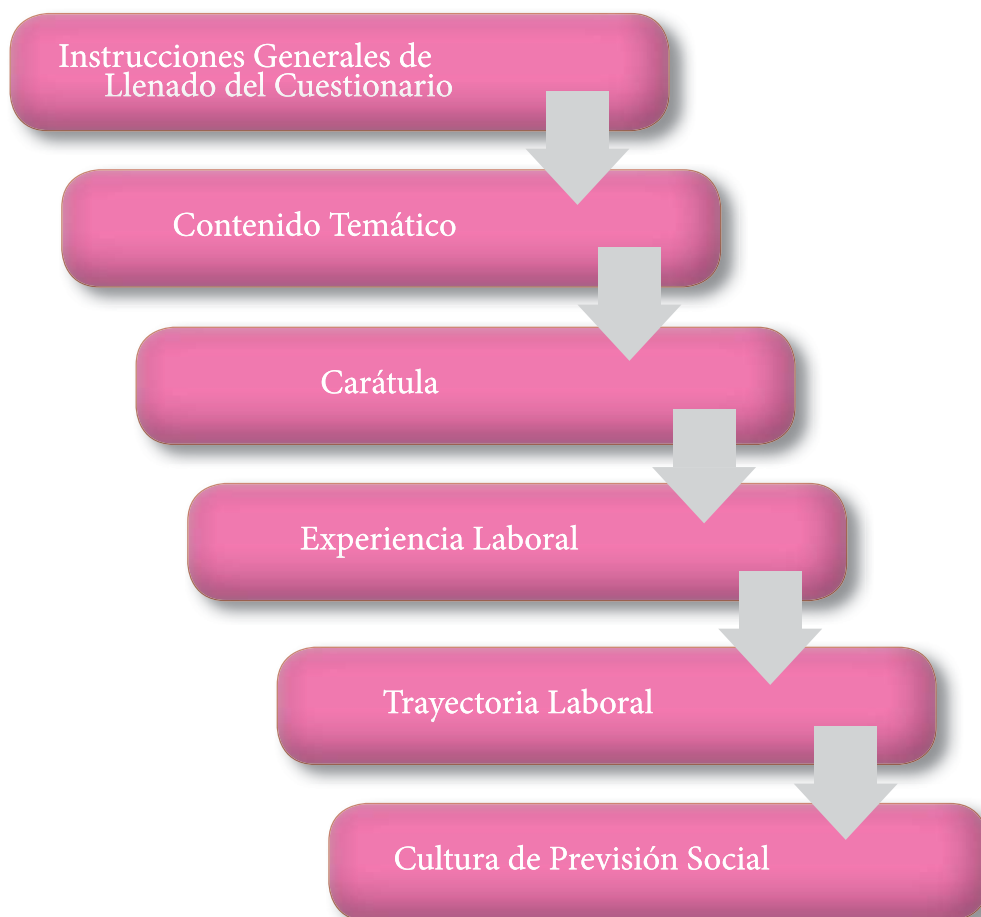 Instrucciones Generales de
Llenado del Cuestionario
Contenido Temático
Carátula
Experiencia Laboral
Trayectoria Laboral
Cultura de Previsión Social